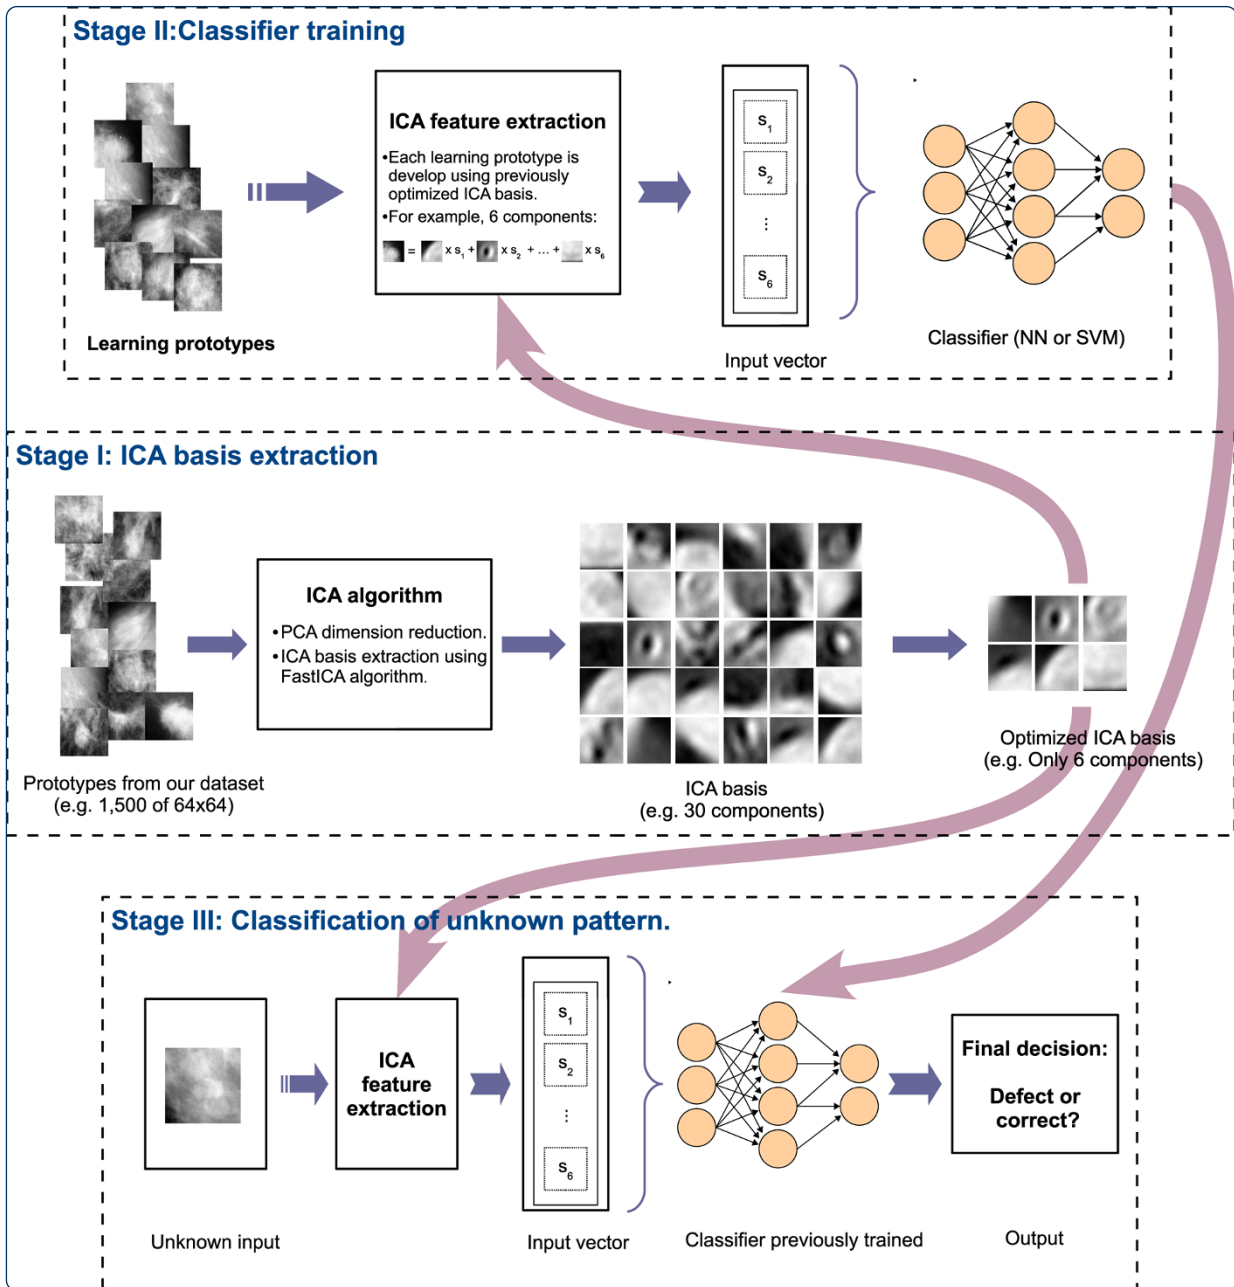 Stage II:Classifier training
ICA feature extraction
•Each learning prototype is
develop using previously
optimized ICA basis.
•For example, 6 components:
= x s1 + x s2 + ... + x s6
s1
s2
⋮
s6
Learning prototypes
Input vector
Classifier (NN or SVM)
Stage I: ICA basis extraction
ICA algorithm
•PCA dimension reduction.
•ICA basis extraction using
FastICA algorithm.
Prototypes from our dataset
(e.g. 1,500 of 64x64)
ICA basis
(e.g. 30 components)
Optimized ICA basis
(e.g. Only 6 components)
Stage III: Classification of unknown pattern.
ICA
feature
extraction
s1
s2
⋮
s6
Final decision:
Defect or
correct?
Unknown input
Input vector
Classifier previously trained
Output